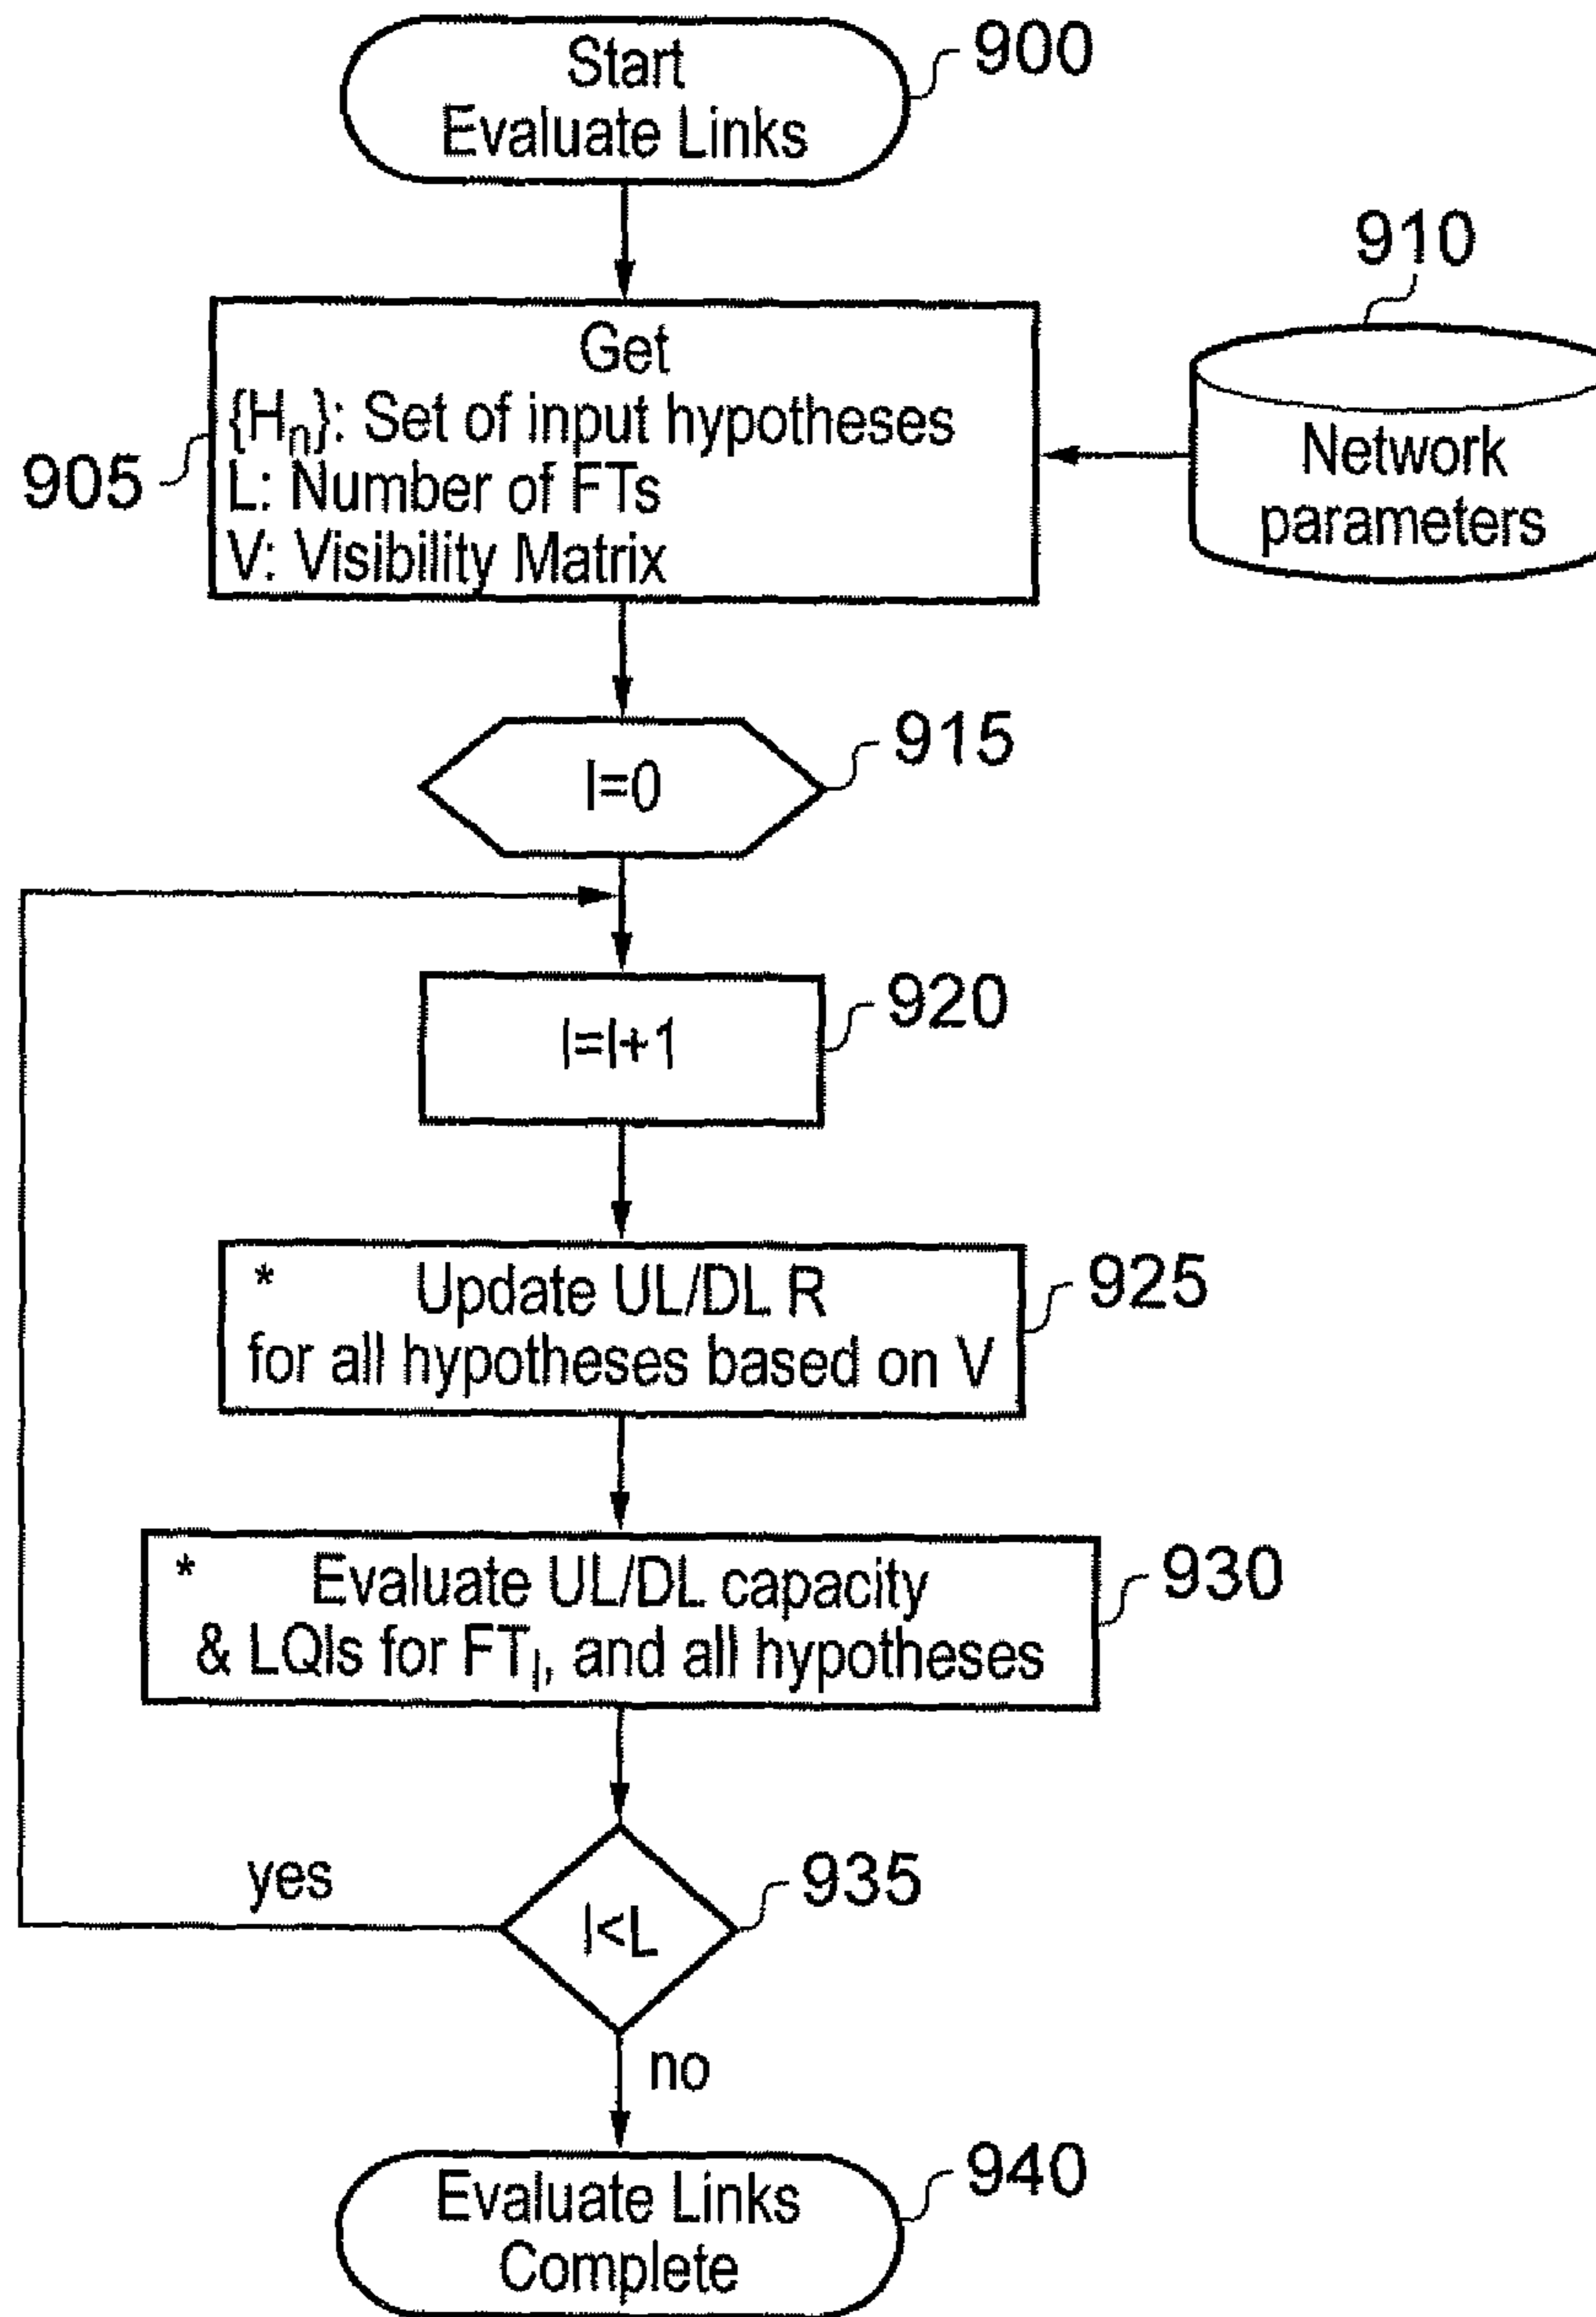 Start
Evaluate Links
900
Get
{Hn}: Set of input hypotheses
L: Number of FTs
V: Visibility Matrix
905
910
Network
parameters
l=0
915
l=l+1
920
* Update UL/DL R
for all hypotheses based on V
925
* Evaluate UL/DL capacity
& LQIs for FTl, and all hypotheses
930
l<L
935
yes
no
Evaluate Links
Complete
940